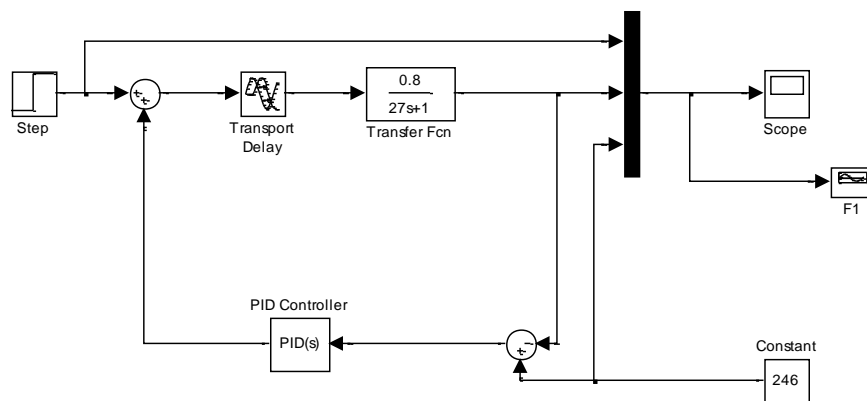 0.8
27s+1
Step
Transport
Delay
Transfer Fcn
Scope
F1
PID Controller
PID(s)
Constant
246